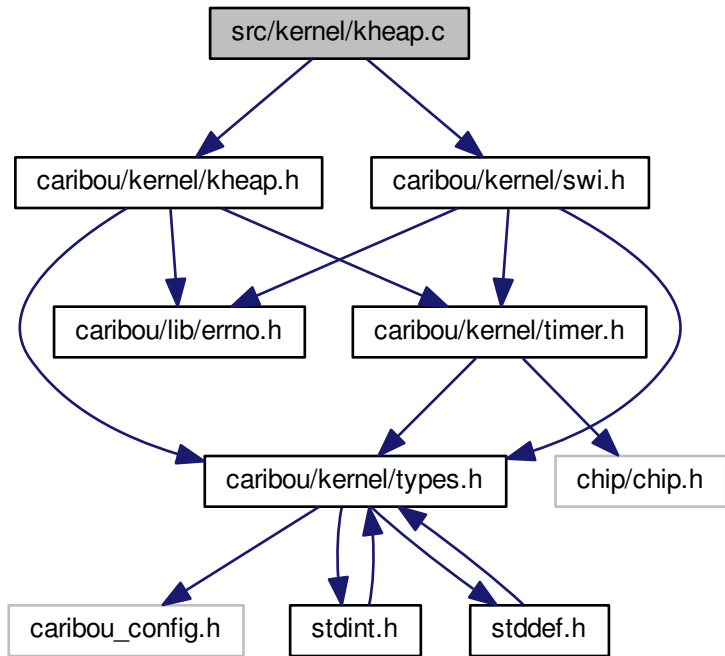 src/kernel/kheap.c
caribou/kernel/kheap.h
caribou/kernel/swi.h
caribou/lib/errno.h
caribou/kernel/timer.h
caribou/kernel/types.h
chip/chip.h
caribou_config.h
stdint.h
stddef.h